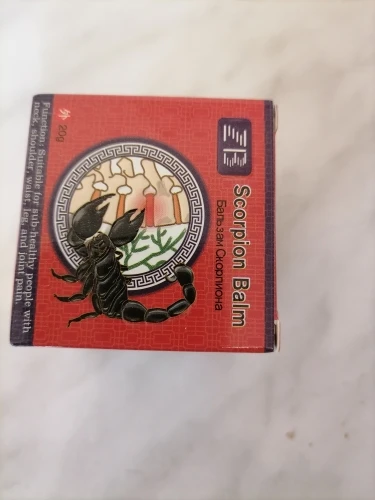 Scorpion Balm
Бальзам Скорпиона
外 20g
Function: Suitable for sub-healthy people with
neck, shoulder, waist, leg, and joint pain.